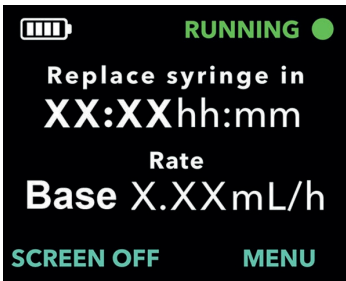 RUNNING
Replace syringe in
XX:XXhh:mm
Rate
Base X.XXmL/h
SCREEN OFF MENU